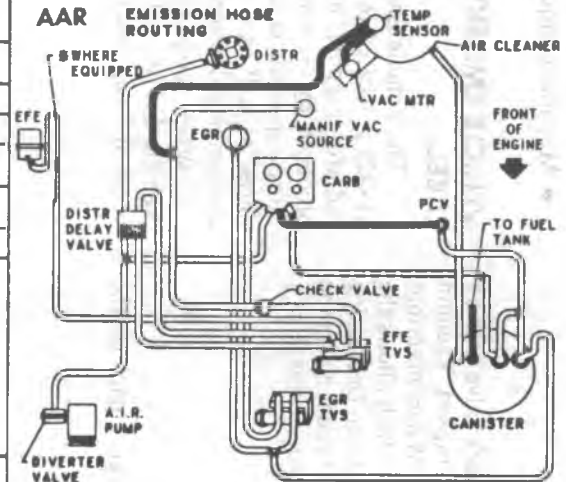 AAR EMISSION HOSE
ROUTING
*WHERE
EQUIPPED
DISTR
TEMP
SENSOR
AIR CLEANER
VAC MTR
EFE
EGR
MANIF VAC
SOURCE
FRONT
OF
ENGINE
CARB
PCV
DISTR
DELAY
VALVE
TO FUEL
TANK
CHECK VALVE
EFE
TVS
A.I.R.
PUMP
EGR
TVS
CANISTER
DIVERTER
VALVE